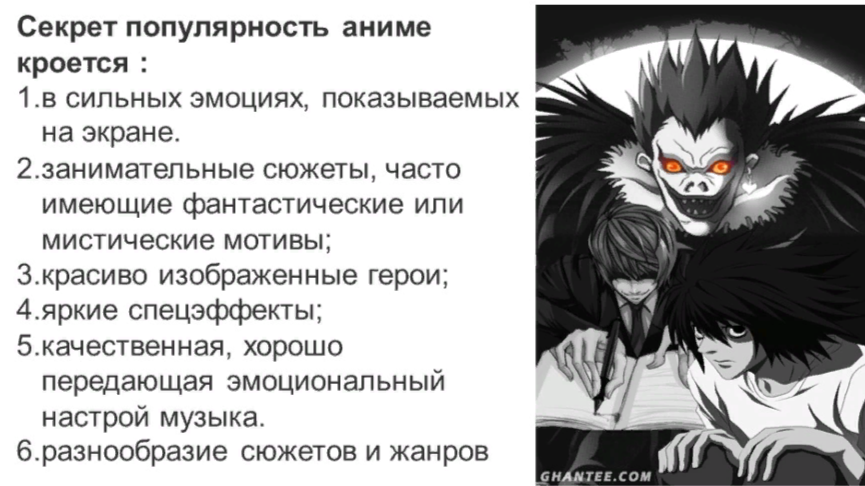 Секрет популярность аниме
кроется :
1.в сильных эмоциях, показываемых
на экране.
2.занимательные сюжеты, часто
имеющие фантастические или
мистические мотивы;
3.красиво изображенные герои;
4.яркие спецэффекты;
5.качественная, хорошо
передающая эмоциональный
настрой музыка.
6.разнообразие сюжетов и жанров
GHANTEE.COM